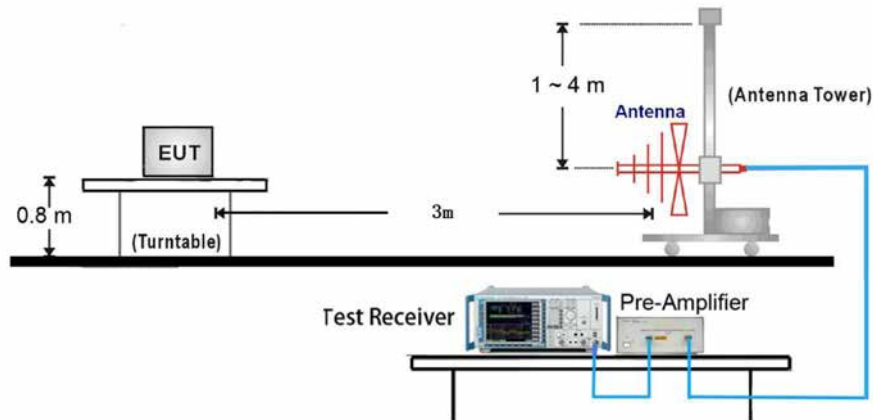 1 ~ 4 m
(Antenna Tower)
Antenna
EUT
0.8 m
3m
(Turntable)
Test Receiver
Pre-Amplifier